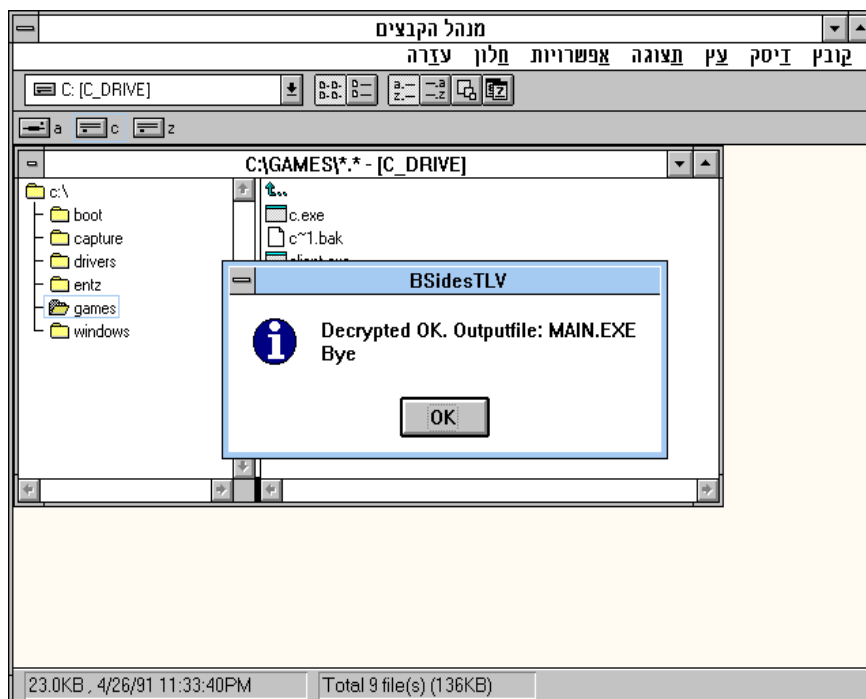 מנהל הקבצים
קובץ דיסק עץ תצוגה אפשרויות חלון עזרה
C: [C_DRIVE]
a c z
C:\GAMES\*.* - [C_DRIVE]
c:\
boot
capture
drivers
entz
games
windows
c.exe
c~1.bak
client.exe
BSidesTLV
Decrypted OK. Outputfile: MAIN.EXE
Bye
OK
23.0KB , 4/26/91 11:33:40PM
Total 9 file(s) (136KB)